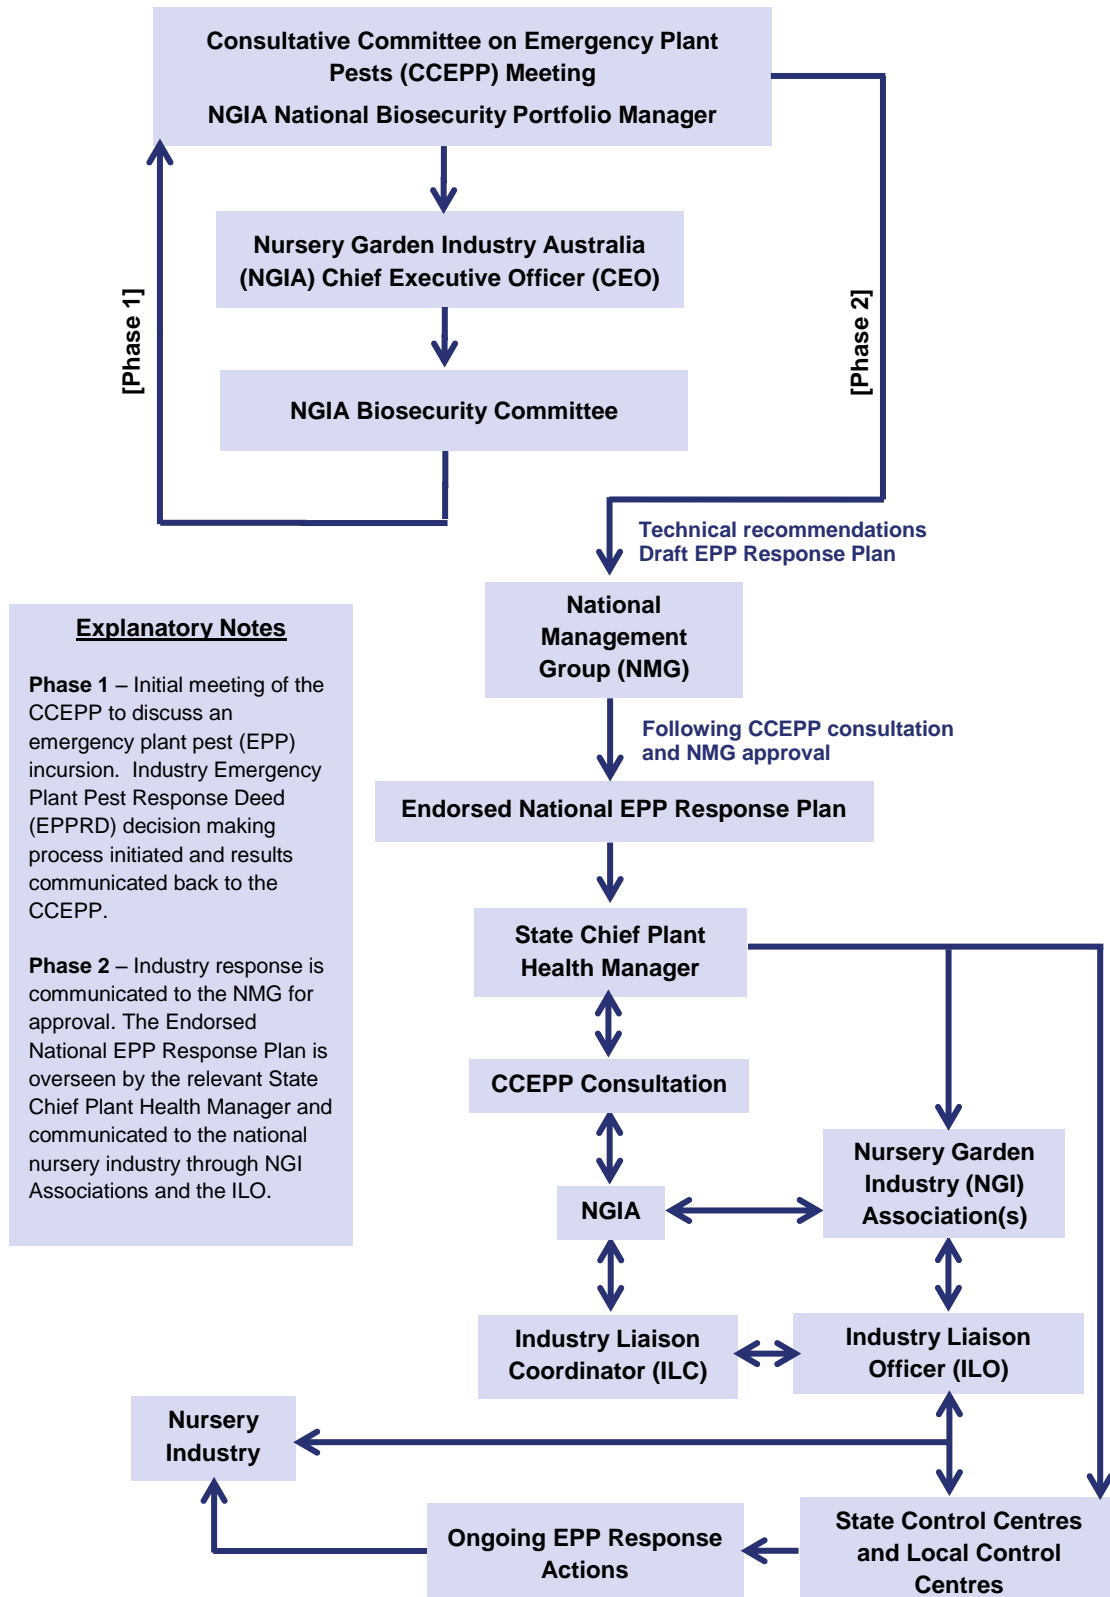 Consultative Committee on Emergency Plant
Pests (CCEPP) Meeting
NGIA National Biosecurity Portfolio Manager
Nursery Garden Industry Australia
(NGIA) Chief Executive Officer (CEO)
NGIA Biosecurity Committee
[Phase 1]
[Phase 2]
Technical recommendations
Draft EPP Response Plan
National
Management
Group (NMG)
Following CCEPP consultation
and NMG approval
Endorsed National EPP Response Plan
Explanatory Notes
Phase 1 – Initial meeting of the
CCEPP to discuss an
emergency plant pest (EPP)
incursion.  Industry Emergency
Plant Pest Response Deed
(EPPRD) decision making
process initiated and results
communicated back to the
CCEPP.
Phase 2 – Industry response is
communicated to the NMG for
approval. The Endorsed
National EPP Response Plan is
overseen by the relevant State
Chief Plant Health Manager and
communicated to the national
nursery industry through NGI
Associations and the ILO.
State Chief Plant
Health Manager
CCEPP Consultation
NGIA
Nursery Garden
Industry (NGI)
Association(s)
Industry Liaison
Coordinator (ILC)
Industry Liaison
Officer (ILO)
Nursery
Industry
Ongoing EPP Response
Actions
State Control Centres
and Local Control
Centres